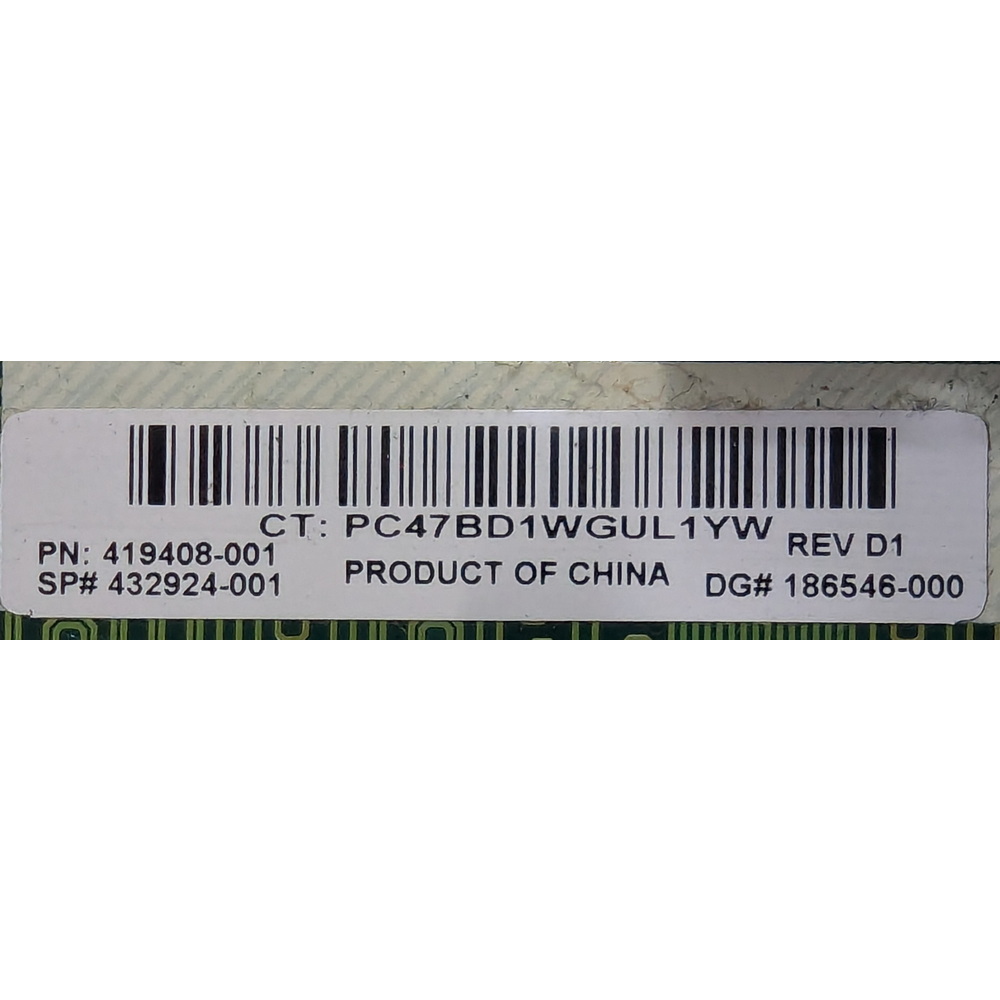 CT: PC47BD1WGUL1YW
PN: 419408-001
REV D1
SP# 432924-001
PRODUCT OF CHINA
DG# 186546-000